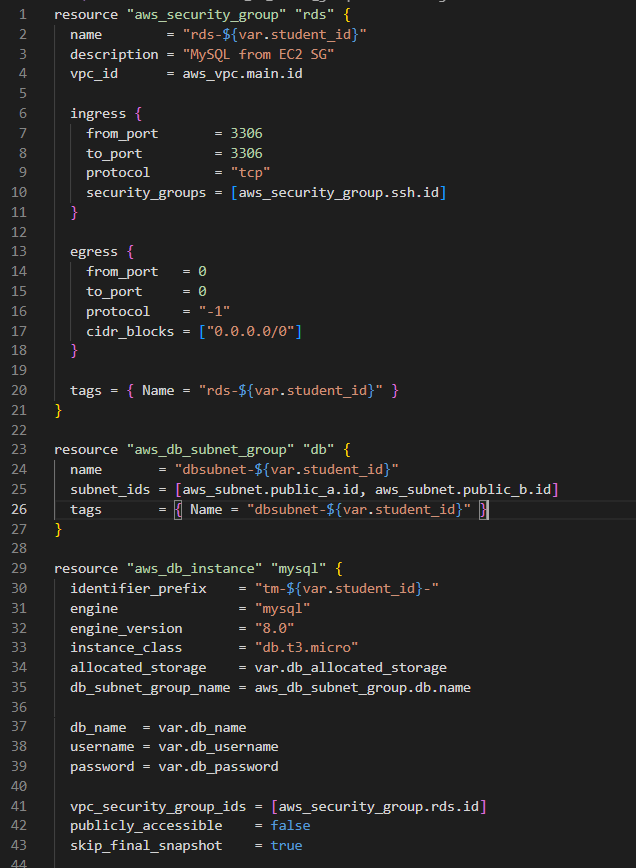 1 resource "aws_security_group" "rds" {
2   name        = "rds-${var.student_id}"
3   description = "MySQL from EC2 SG"
4   vpc_id      = aws_vpc.main.id
5
6   ingress {
7     from_port       = 3306
8     to_port         = 3306
9     protocol        = "tcp"
10     security_groups = [aws_security_group.ssh.id]
11   }
12
13   egress {
14     from_port   = 0
15     to_port     = 0
16     protocol    = "-1"
17     cidr_blocks = ["0.0.0.0/0"]
18   }
19
20   tags = { Name = "rds-${var.student_id}" }
21 }
22
23 resource "aws_db_subnet_group" "db" {
24   name       = "dbsubnet-${var.student_id}"
25   subnet_ids = [aws_subnet.public_a.id, aws_subnet.public_b.id]
26   tags       = { Name = "dbsubnet-${var.student_id}" }
27 }
28
29 resource "aws_db_instance" "mysql" {
30   identifier_prefix    = "tm-${var.student_id}-"
31   engine               = "mysql"
32   engine_version       = "8.0"
33   instance_class       = "db.t3.micro"
34   allocated_storage    = var.db_allocated_storage
35   db_subnet_group_name = aws_db_subnet_group.db.name
36
37   db_name  = var.db_name
38   username = var.db_username
39   password = var.db_password
40
41   vpc_security_group_ids = [aws_security_group.rds.id]
42   publicly_accessible    = false
43   skip_final_snapshot    = true
44